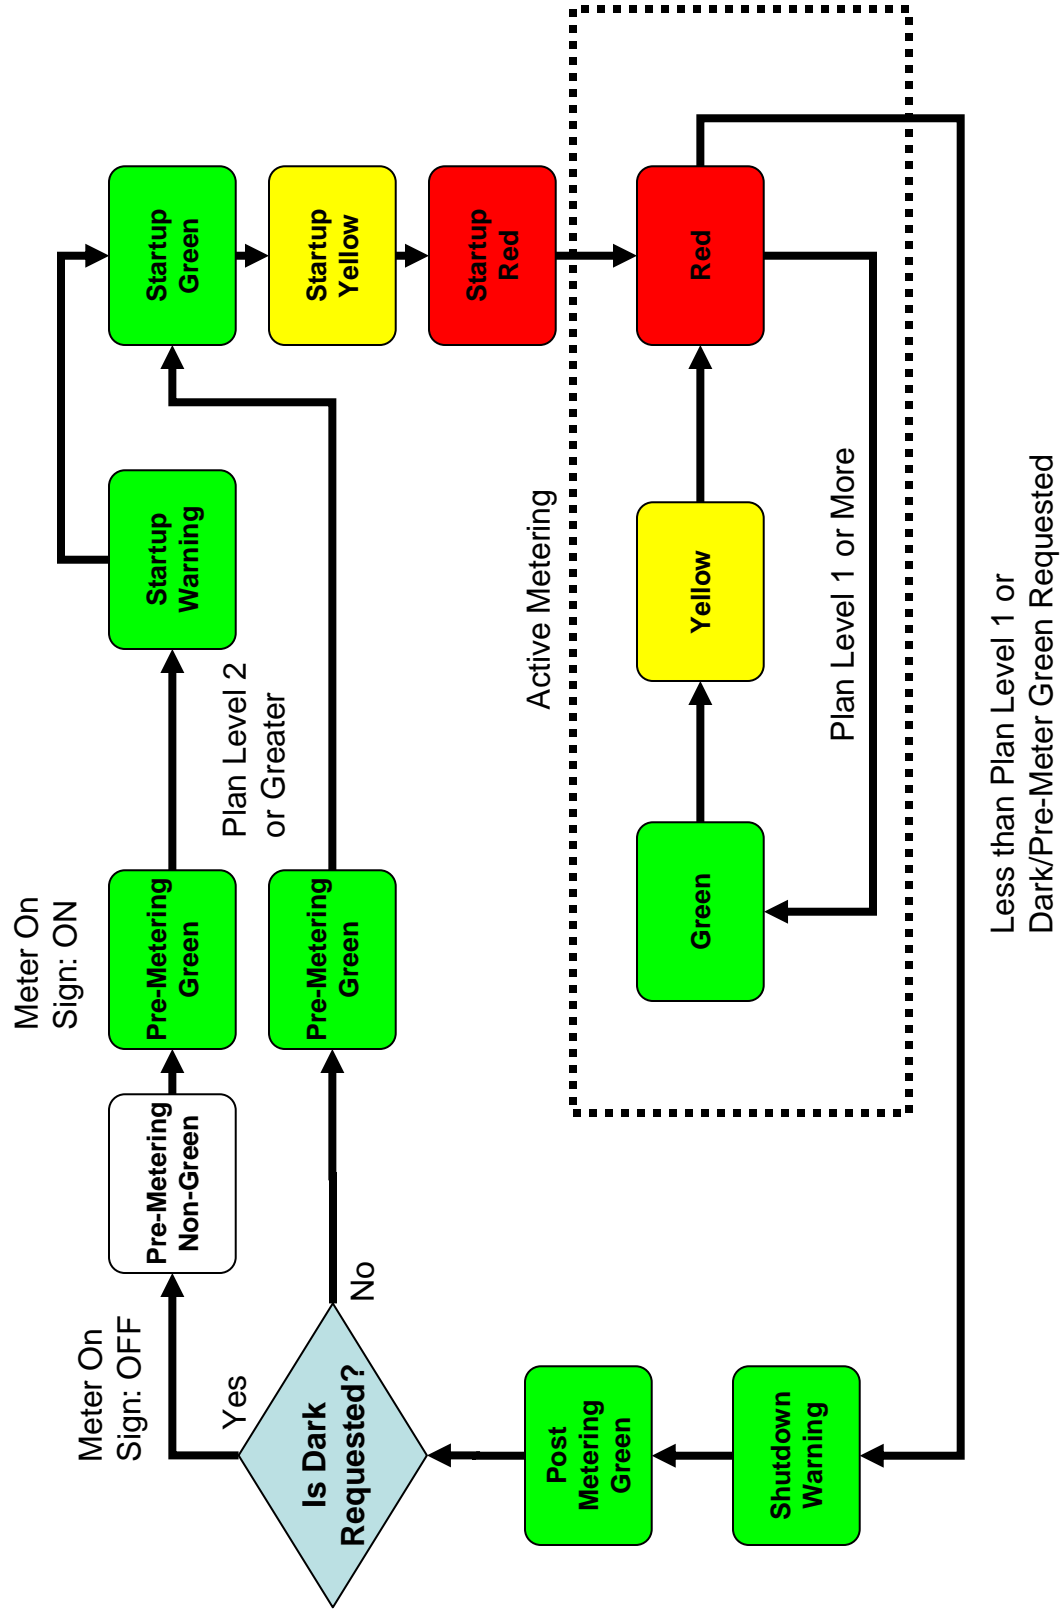 Meter On
Sign: OFF
Meter On
Sign: ON
Yes
Is Dark
Requested?
No
Pre-Metering
Non-Green
Pre-Metering
Green
Pre-Metering
Green
Plan Level 2
or Greater
Startup
Warning
Startup
Green
Startup
Yellow
Startup
Red
Active Metering
Green
Yellow
Red
Plan Level 1 or More
Post
Metering
Green
Shutdown
Warning
Less than Plan Level 1 or
Dark/Pre-Meter Green Requested